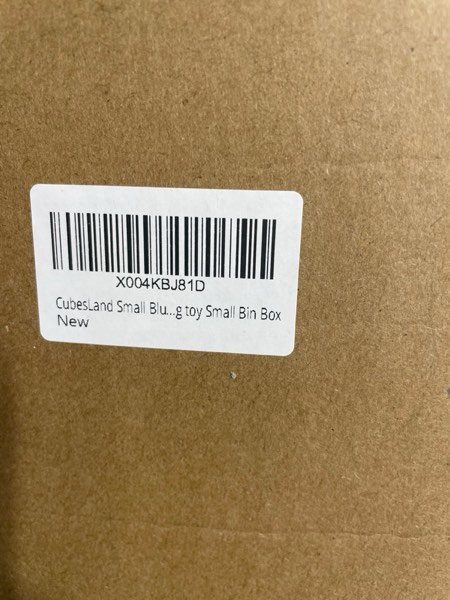 X004KBJ81D
CubesLand Small Blu...g toy Small Bin Box
New